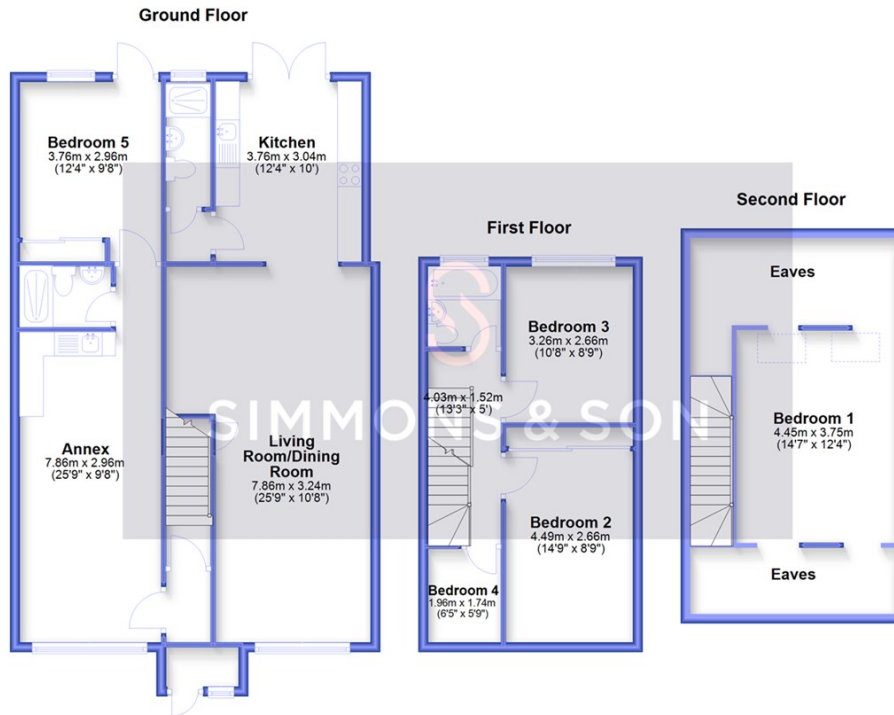 Ground Floor
Bedroom 5
3.76m x 2.96m
(12'4" x 9'8")
Kitchen
3.76m x 3.04m
(12'4" x 10')
Annex
7.86m x 2.96m
(25'9" x 9'8")
Living
Room/Dining
Room
7.86m x 3.24m
(25'9" x 10'8")
First Floor
Bedroom 3
3.26m x 2.66m
(10'8" x 8'9")
4.03m x 1.52m
(13'3" x 5')
Bedroom 2
4.49m x 2.66m
(14'9" x 8'9")
Bedroom 4
1.96m x 1.74m
(6'5" x 5'9")
Second Floor
Eaves
Bedroom 1
4.45m x 3.75m
(14'7" x 12'4")
Eaves
S
SIMMONS & SON